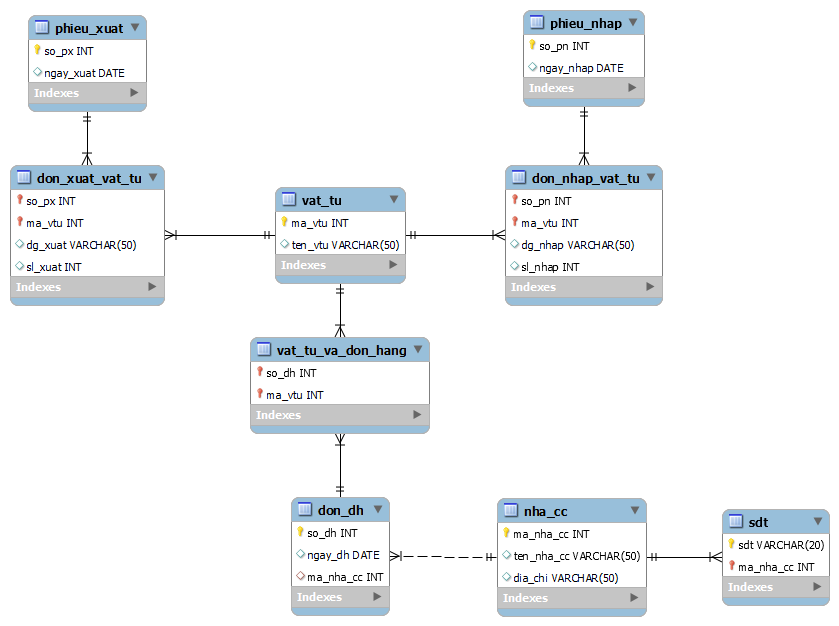 phieu_xuat
so_px INT
ngay_xuat DATE
Indexes
phieu_nhap
so_pn INT
ngay_nhap DATE
Indexes
don_xuat_vat_tu
so_px INT
ma_vtu INT
dg_xuat VARCHAR(50)
sl_xuat INT
Indexes
vat_tu
ma_vtu INT
ten_vtu VARCHAR(50)
Indexes
don_nhap_vat_tu
so_pn INT
ma_vtu INT
dg_nhap VARCHAR(50)
sl_nhap INT
Indexes
vat_tu_va_don_hang
so_dh INT
ma_vtu INT
Indexes
don_dh
so_dh INT
ngay_dh DATE
ma_nha_cc INT
Indexes
nha_cc
ma_nha_cc INT
ten_nha_cc VARCHAR(50)
dia_chi VARCHAR(50)
Indexes
sdt
sdt VARCHAR(20)
ma_nha_cc INT
Indexes